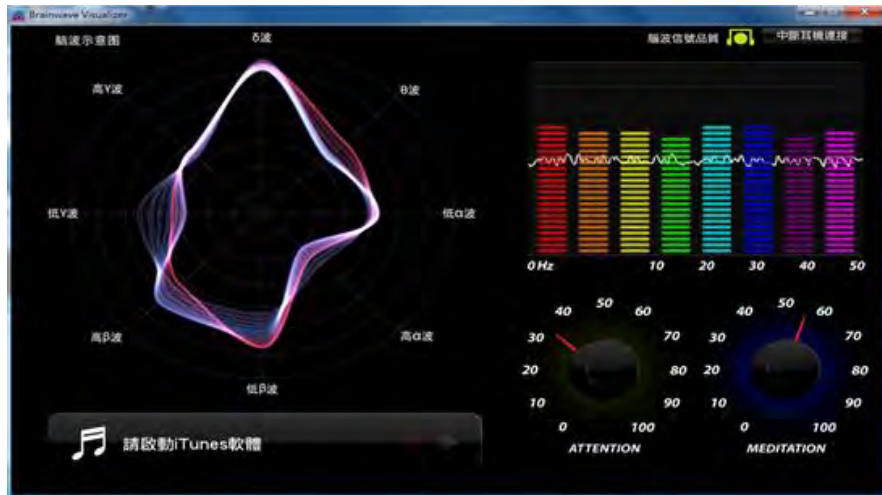 Brainwave Visualizer
腦波示意图
δ波
腦波信號品質
中斷耳機連接
高γ波
θ波
低γ波
低α波
高β波
高α波
低β波
0 Hz 10 20 30 40 50
40 50 60
30 70
20 80
10 90
0 100
ATTENTION
40 50 60
30 70
20 80
10 90
0 100
MEDITATION
請啟動iTunes軟體